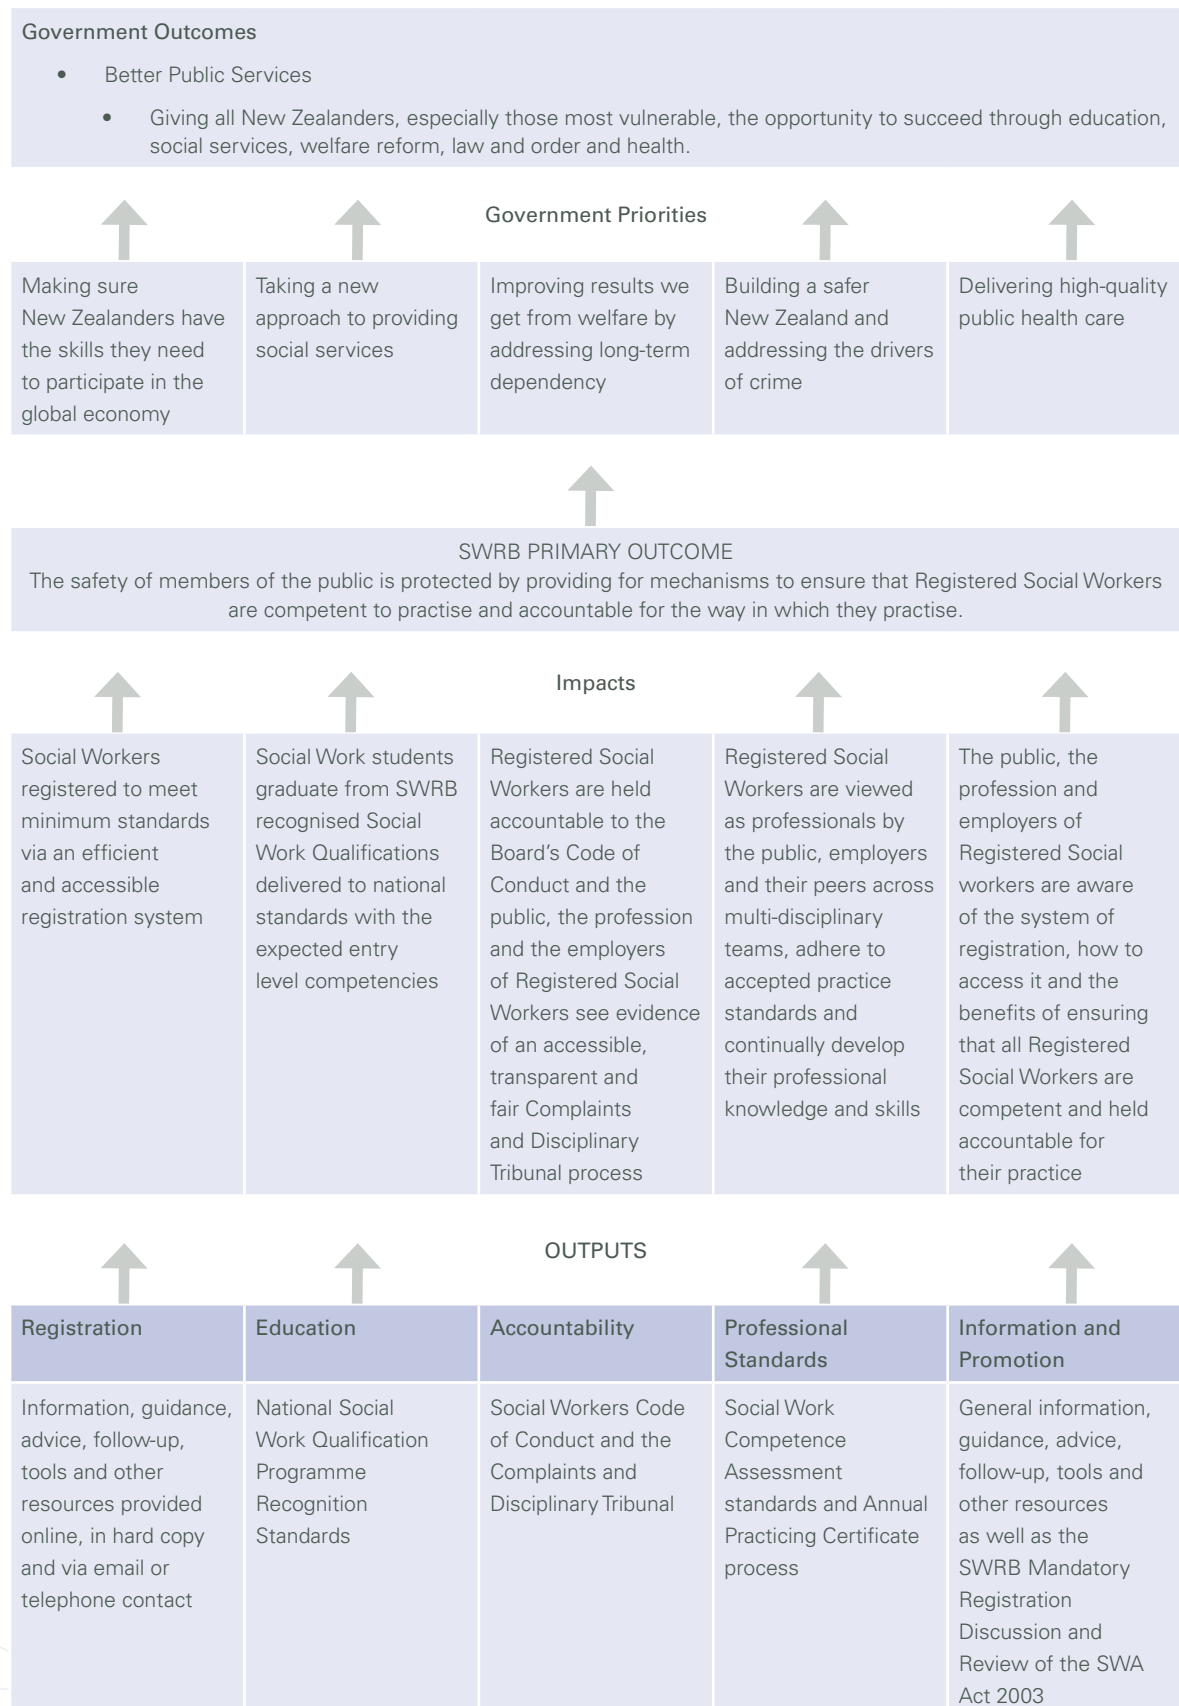 Government Outcomes
• Better Public Services
• Giving all New Zealanders, especially those most vulnerable, the opportunity to succeed through education,
social services, welfare reform, law and order and health.
Government Priorities
Making sure
New Zealanders have
the skills they need
to participate in the
global economy
Taking a new
approach to providing
social services
Improving results we
get from welfare by
addressing long-term
dependency
Building a safer
New Zealand and
addressing the drivers
of crime
Delivering high-quality
public health care
SWRB PRIMARY OUTCOME
The safety of members of the public is protected by providing for mechanisms to ensure that Registered Social Workers
are competent to practise and accountable for the way in which they practise.
Impacts
Social Workers
registered to meet
minimum standards
via an efficient
and accessible
registration system
Social Work students
graduate from SWRB
recognised Social
Work Qualifications
delivered to national
standards with the
expected entry
level competencies
Registered Social
Workers are held
accountable to the
Board's Code of
Conduct and the
public, the profession
and the employers
of Registered Social
Workers see evidence
of an accessible,
transparent and
fair Complaints
and Disciplinary
Tribunal process
Registered Social
Workers are viewed
as professionals by
the public, employers
and their peers across
multi-disciplinary
teams, adhere to
accepted practice
standards and
continually develop
their professional
knowledge and skills
The public, the
profession and
employers of
Registered Social
workers are aware
of the system of
registration, how to
access it and the
benefits of ensuring
that all Registered
Social Workers are
competent and held
accountable for
their practice
OUTPUTS
Registration
Education
Accountability
Professional
Standards
Information and
Promotion
Information, guidance,
advice, follow-up,
tools and other
resources provided
online, in hard copy
and via email or
telephone contact
National Social
Work Qualification
Programme
Recognition
Standards
Social Workers Code
of Conduct and the
Complaints and
Disciplinary Tribunal
Social Work
Competence
Assessment
standards and Annual
Practicing Certificate
process
General information,
guidance, advice,
follow-up, tools and
other resources
as well as the
SWRB Mandatory
Registration
Discussion and
Review of the SWA
Act 2003